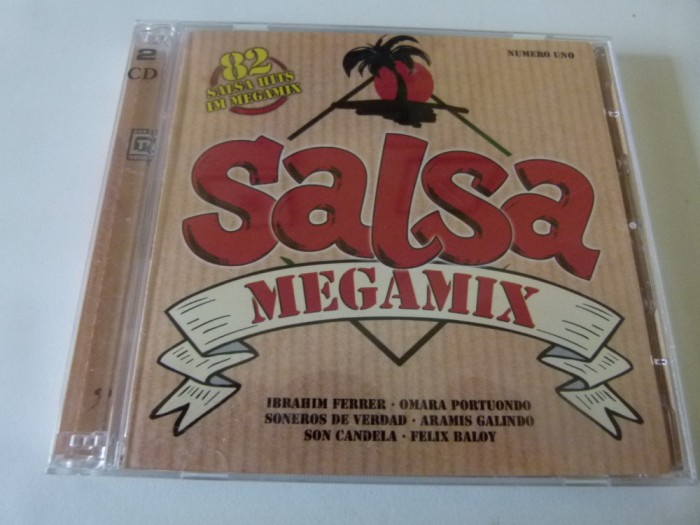 2
CD
82
SALSA HITS
IM MEGAMIX
NUMERO UNO
Salsa
MEGAMIX
IBRAHIM FERRER · OMARA PORTUONDO
SONEROS DE VERDAD · ARAMIS GALINDO
SON CANDELA · FELIX BALOY